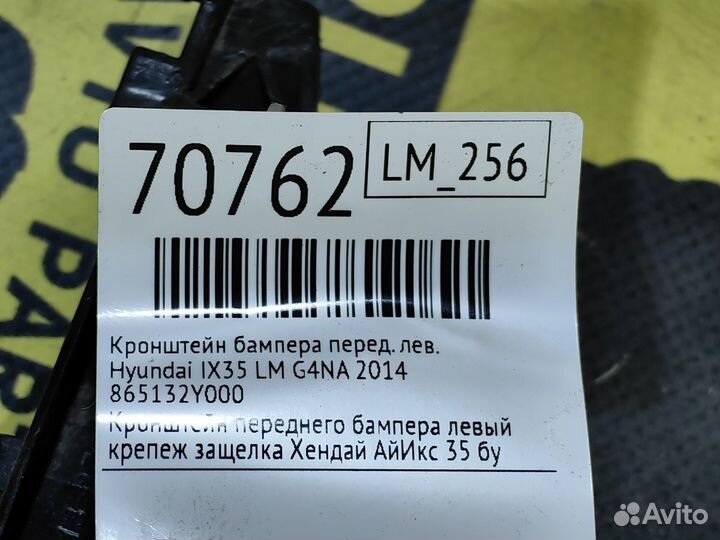 70762
LM_256
Кронштейн бампера перед. лев.
Hyundai IX35 LM G4NA 2014
865132Y000
Кронштейн переднего бампера левый
крепеж защелка Хендай АйИкс 35 бу
Avito